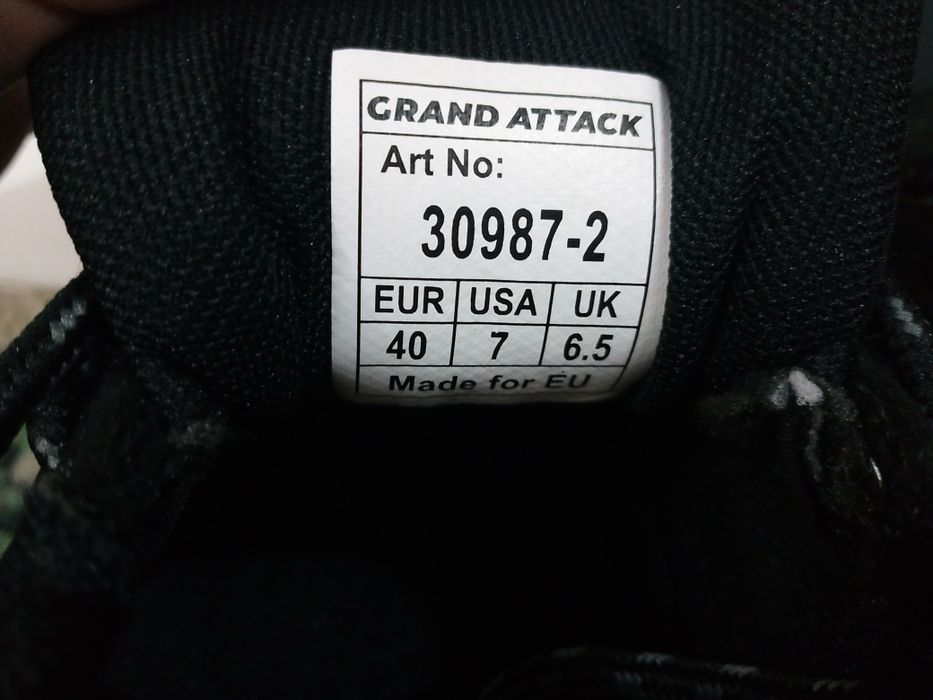 GRAND ATTACK
Art No:
30987-2
EUR USA UK
40 7 6.5
Made for EU